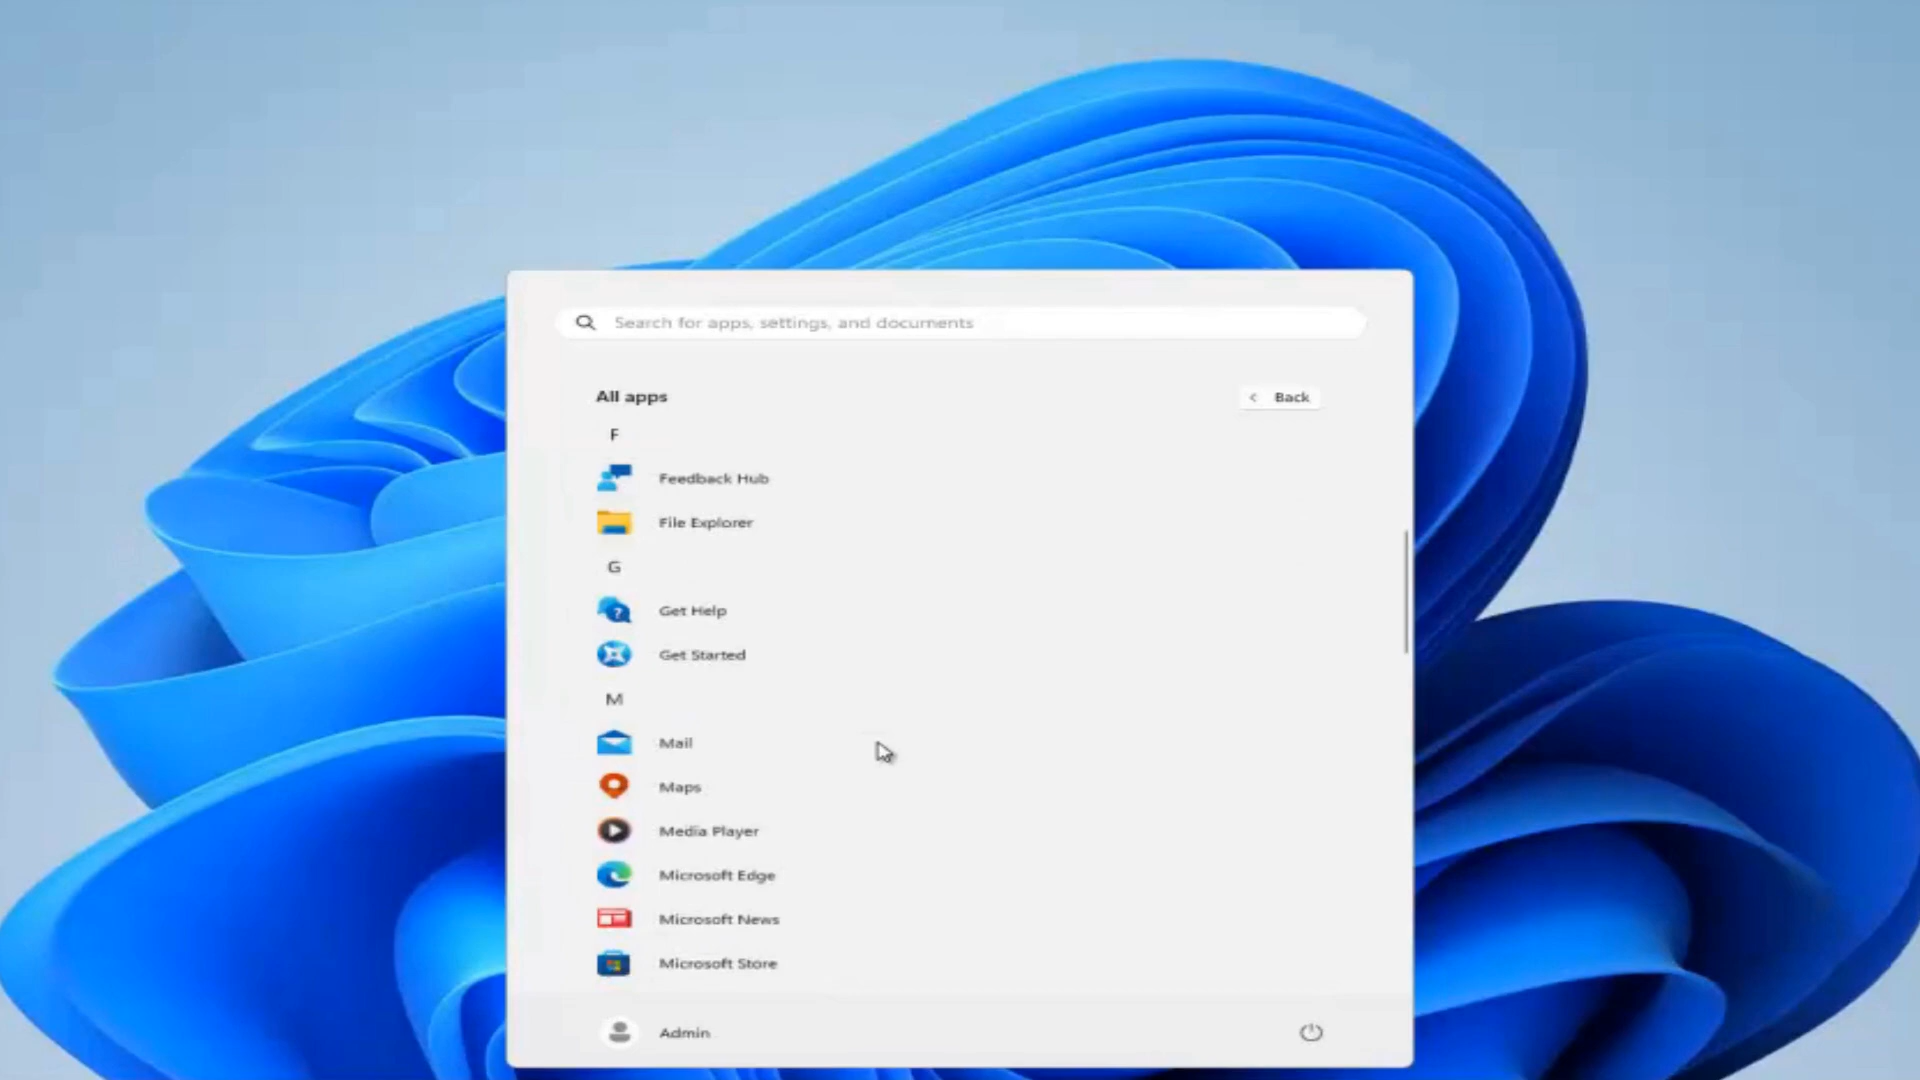 Search for apps, settings, and documents
All apps
Back
F
Feedback Hub
File Explorer
G
Get Help
Get Started
M
Mail
Maps
Media Player
Microsoft Edge
Microsoft News
Microsoft Store
Admin